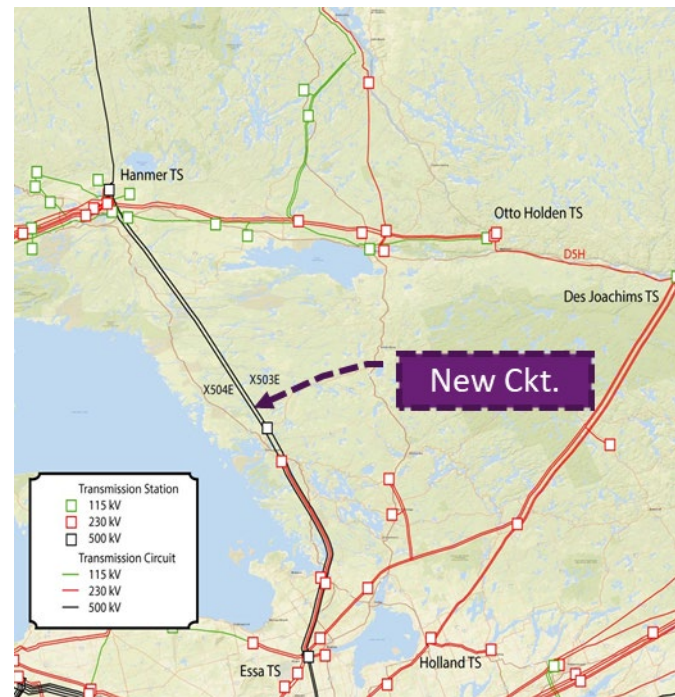 Hanmer TS
Otto Holden TS
D5H
Des Joachims TS
X504E
X503E
New Ckt.
Transmission Station
115 kV
230 kV
500 kV
Transmission Circuit
115 kV
230 kV
500 kV
Essa TS
Holland TS